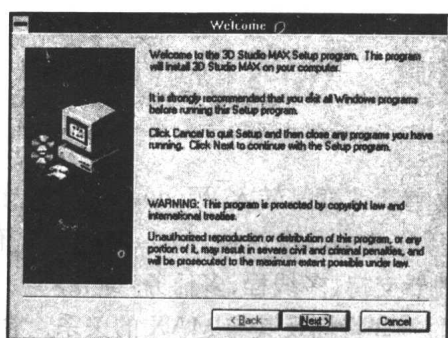 Welcome
Welcome to the 3D Studio MAX Setup program. This program
will install 3D Studio MAX on your computer.
It is strongly recommended that you exit all Windows programs
before running this Setup program.
Click Cancel to quit Setup and then close any programs you have
running. Click Next to continue with the Setup program.
WARNING: This program is protected by copyright law and
international treaties.
Unauthorized reproduction or distribution of this program, or any
portion of it, may result in severe civil and criminal penalties, and
will be prosecuted to the maximum extent possible under law.
< Back
Next >
Cancel